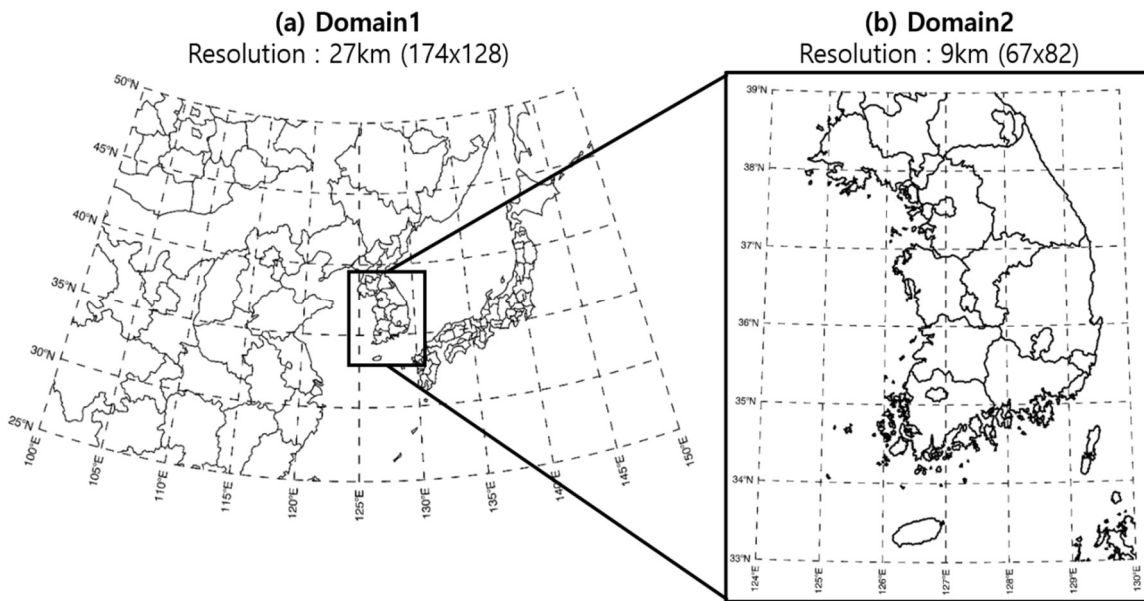 (a) Domain1
Resolution : 27km (174x128)
50°N
45°N
40°N
35°N
30°N
25°N
100°E
105°E
110°E
115°E
120°E
125°E
130°E
135°E
140°E
145°E
150°E
(b) Domain2
Resolution : 9km (67x82)
39°N
38°N
37°N
36°N
35°N
34°N
33°N
124°E
125°E
126°E
127°E
128°E
129°E
130°E